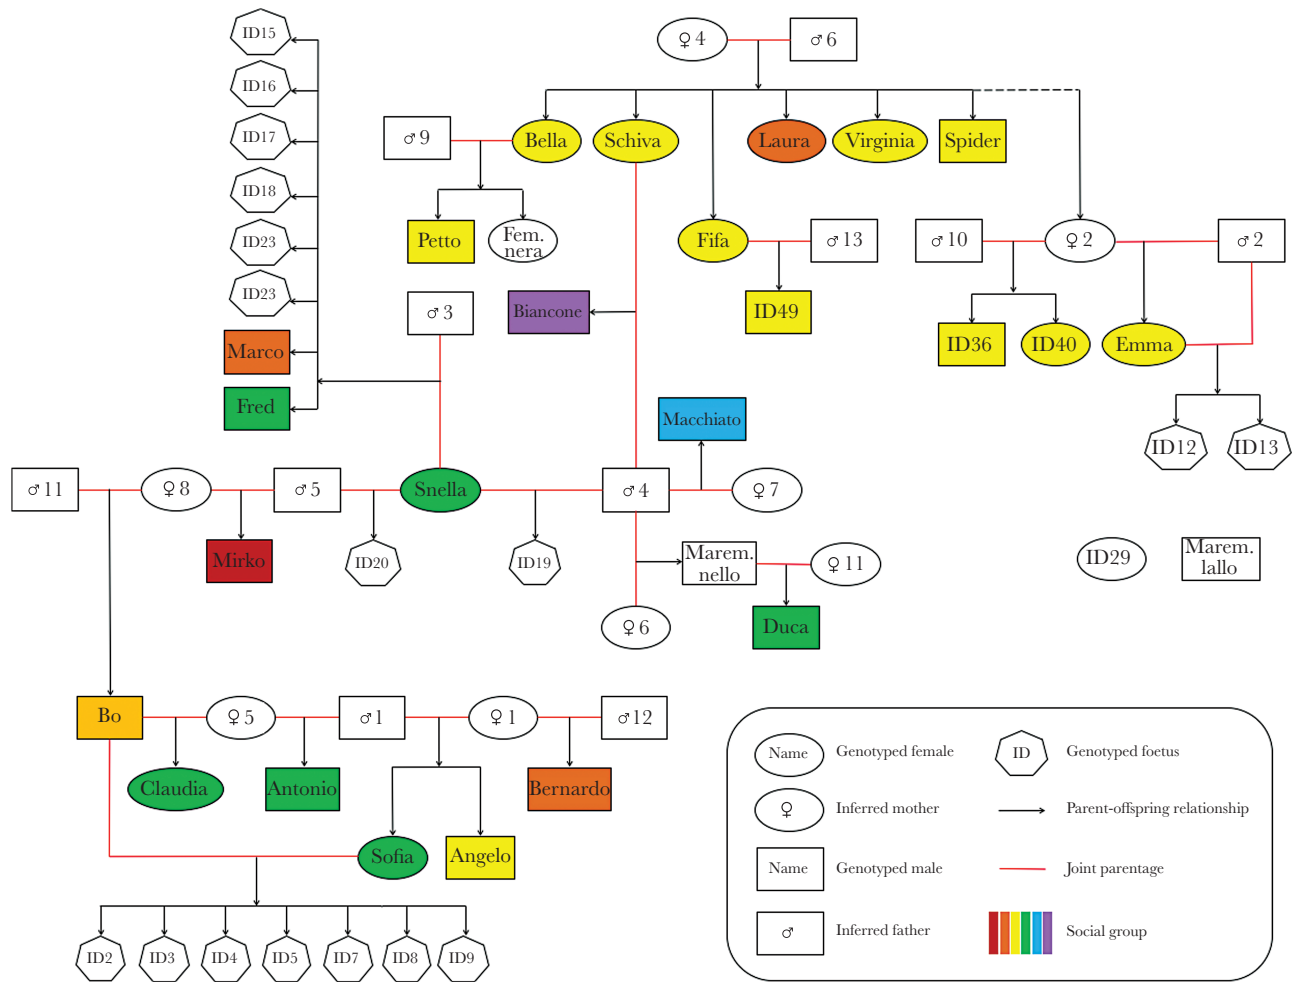 ID15
ID16
ID17
ID18
ID23
ID23
Marco
Fred
♀4
♂6
♂9
Bella
Schiva
Laura
Virginia
Spider
Petto
Fem.
nera
Fifa
♂13
♂10
♀2
♂2
♂3
Biancone
ID49
ID36
ID40
Emma
Macchiato
ID12
ID13
♂11
♀8
♂5
Snella
♂4
♀7
Mirko
ID20
ID19
Marem.
nello
♀11
ID29
Marem.
lallo
♀6
Duca
Bo
♀5
♂1
♀1
♂12
Claudia
Antonio
Bernardo
Sofia
Angelo
ID2
ID3
ID4
ID5
ID7
ID8
ID9
Name
Genotyped female
♀
Inferred mother
Name
Genotyped male
♂
Inferred father
ID
Genotyped foetus
Parent-offspring relationship
Joint parentage
Social group